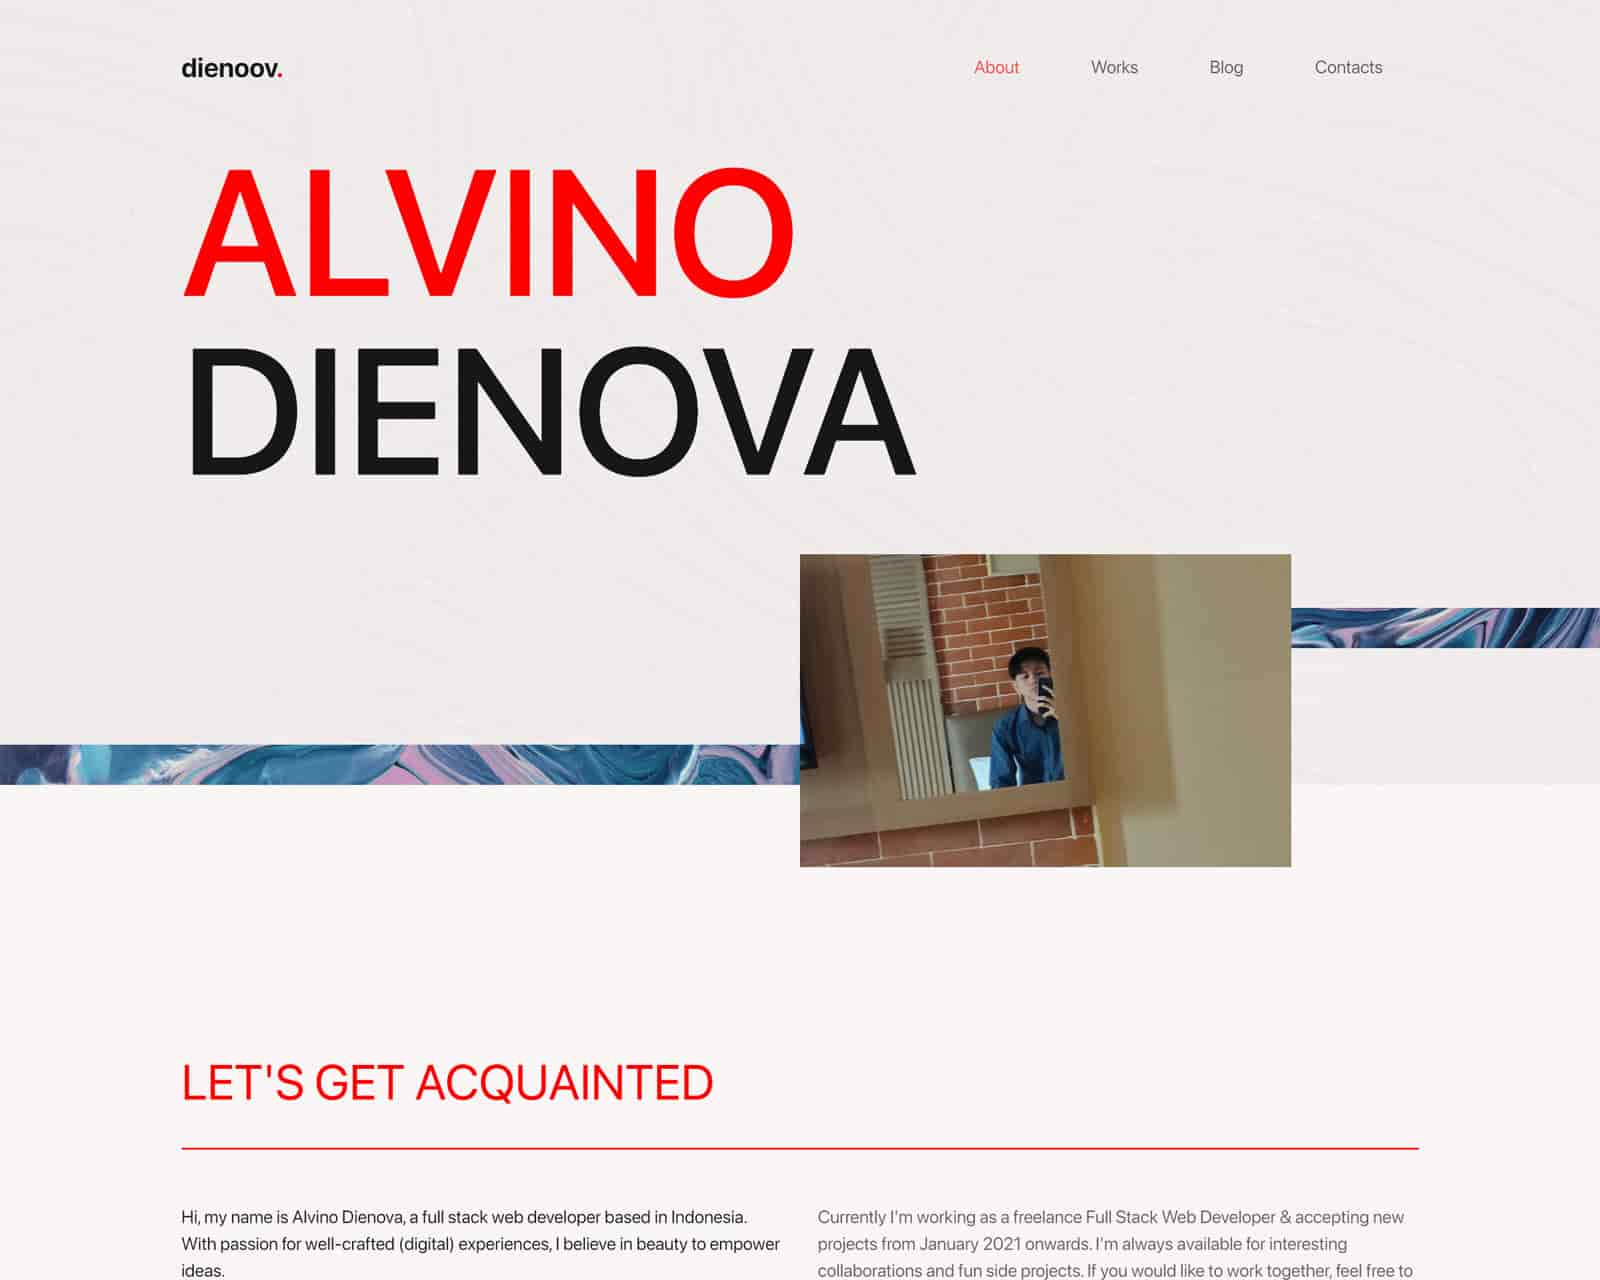 dienoov.
About Works Blog Contacts
ALVINO
DIENOVA
LET'S GET ACQUAINTED
Hi, my name is Alvino Dienova, a full stack web developer based in Indonesia.
With passion for well-crafted (digital) experiences, I believe in beauty to empower
ideas.
Currently I'm working as a freelance Full Stack Web Developer & accepting new
projects from January 2021 onwards. I'm always available for interesting
collaborations and fun side projects. If you would like to work together, feel free to